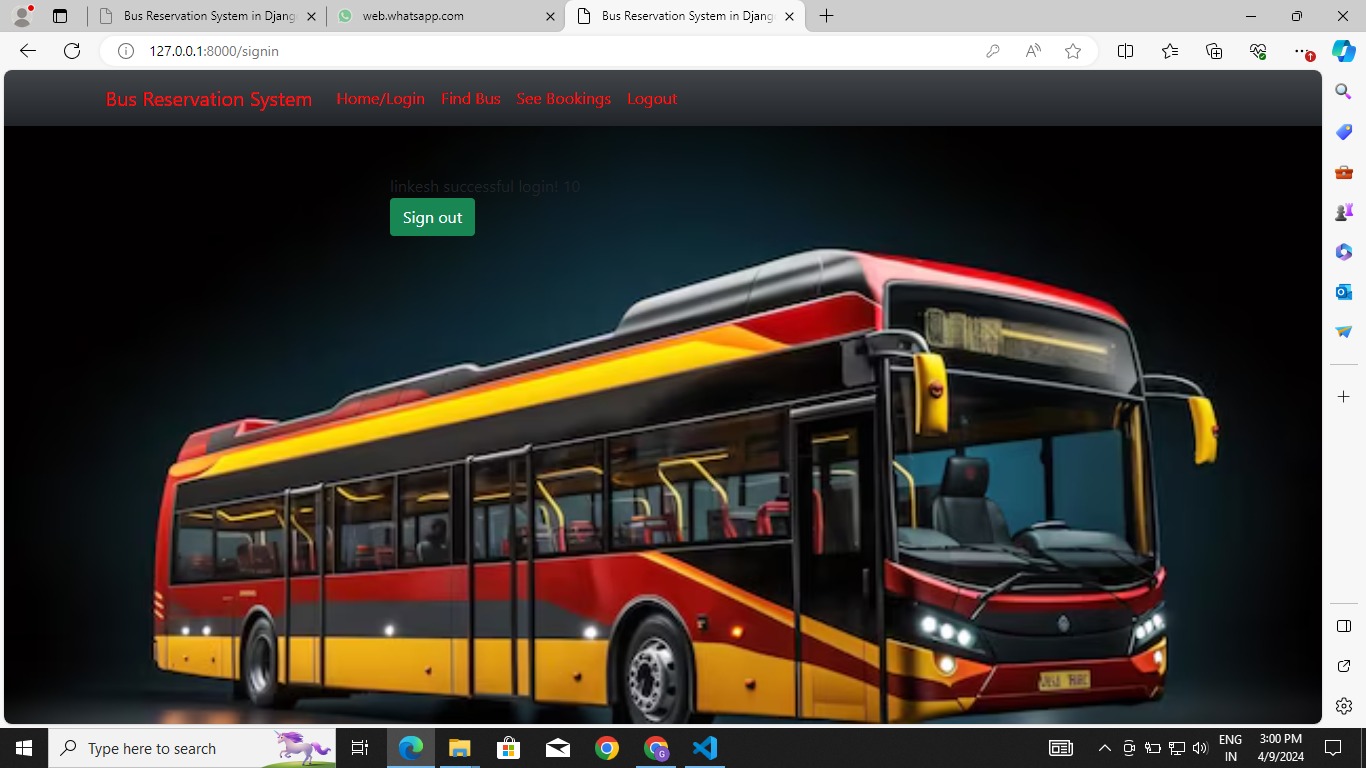 Bus Reservation System in Djang
web.whatsapp.com
Bus Reservation System in Djang
127.0.0.1:8000/signin
Bus Reservation System
Home/Login
Find Bus
See Bookings
Logout
linkesh successful login! 10
Sign out
Type here to search
ENG
IN
3:00 PM
4/9/2024